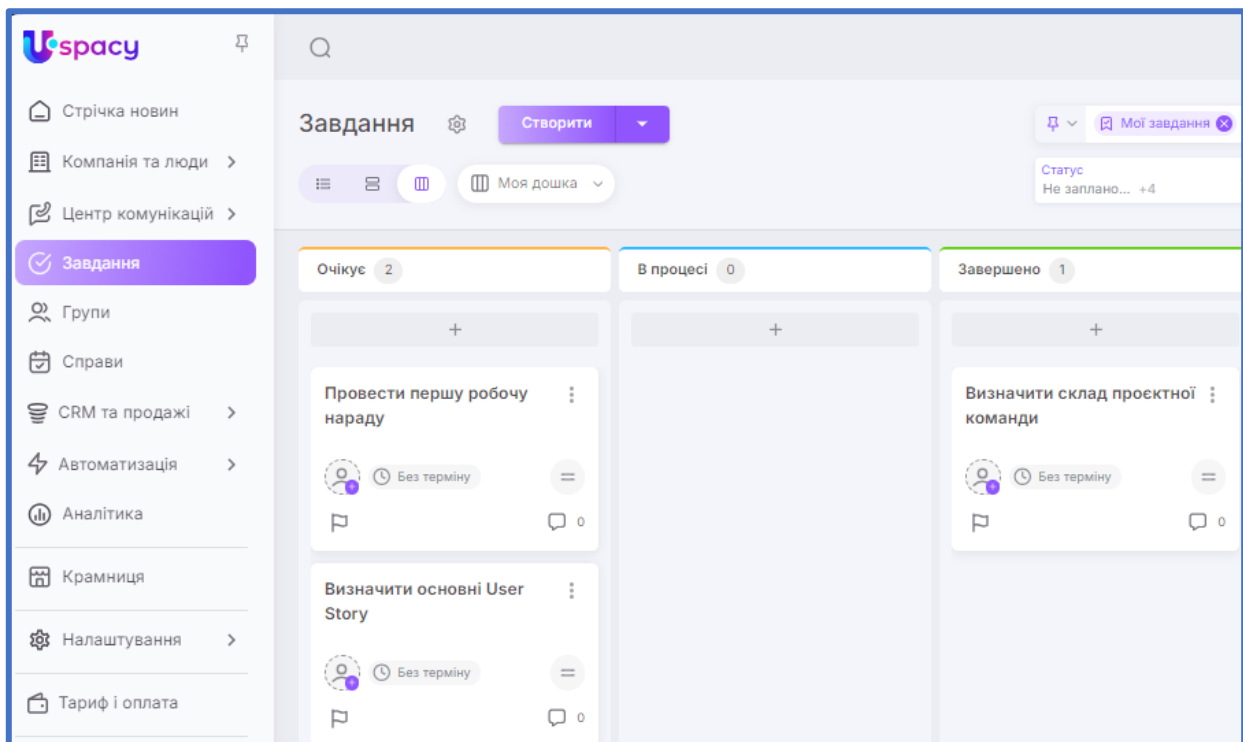 Uspacy
Стрічка новин
Компанія та люди
Центр комунікацій
Завдання
Групи
Справи
CRM та продажі
Автоматизація
Аналітика
Крамниця
Налаштування
Тариф і оплата
Завдання
Створити
Мої завдання
Моя дошка
Статус
Не заплано... +4
Очікує 2
Провести першу робочу
нараду
Без терміну
0
Визначити основні User
Story
Без терміну
0
В процесі 0
Завершено 1
Визначити склад проєктної
команди
Без терміну
0